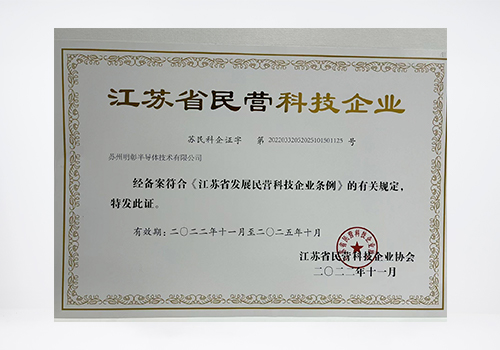 江苏省民营科技企业
苏民科企证字 第 20220332052025101501125 号
苏州明彰半导体技术有限公司
经备案符合《江苏省发展民营科技企业条例》的有关规定,
特发此证。
有效期:二〇二二年十一月至二〇二五年十月
江苏省民营科技企业协会
二〇二二年十一月